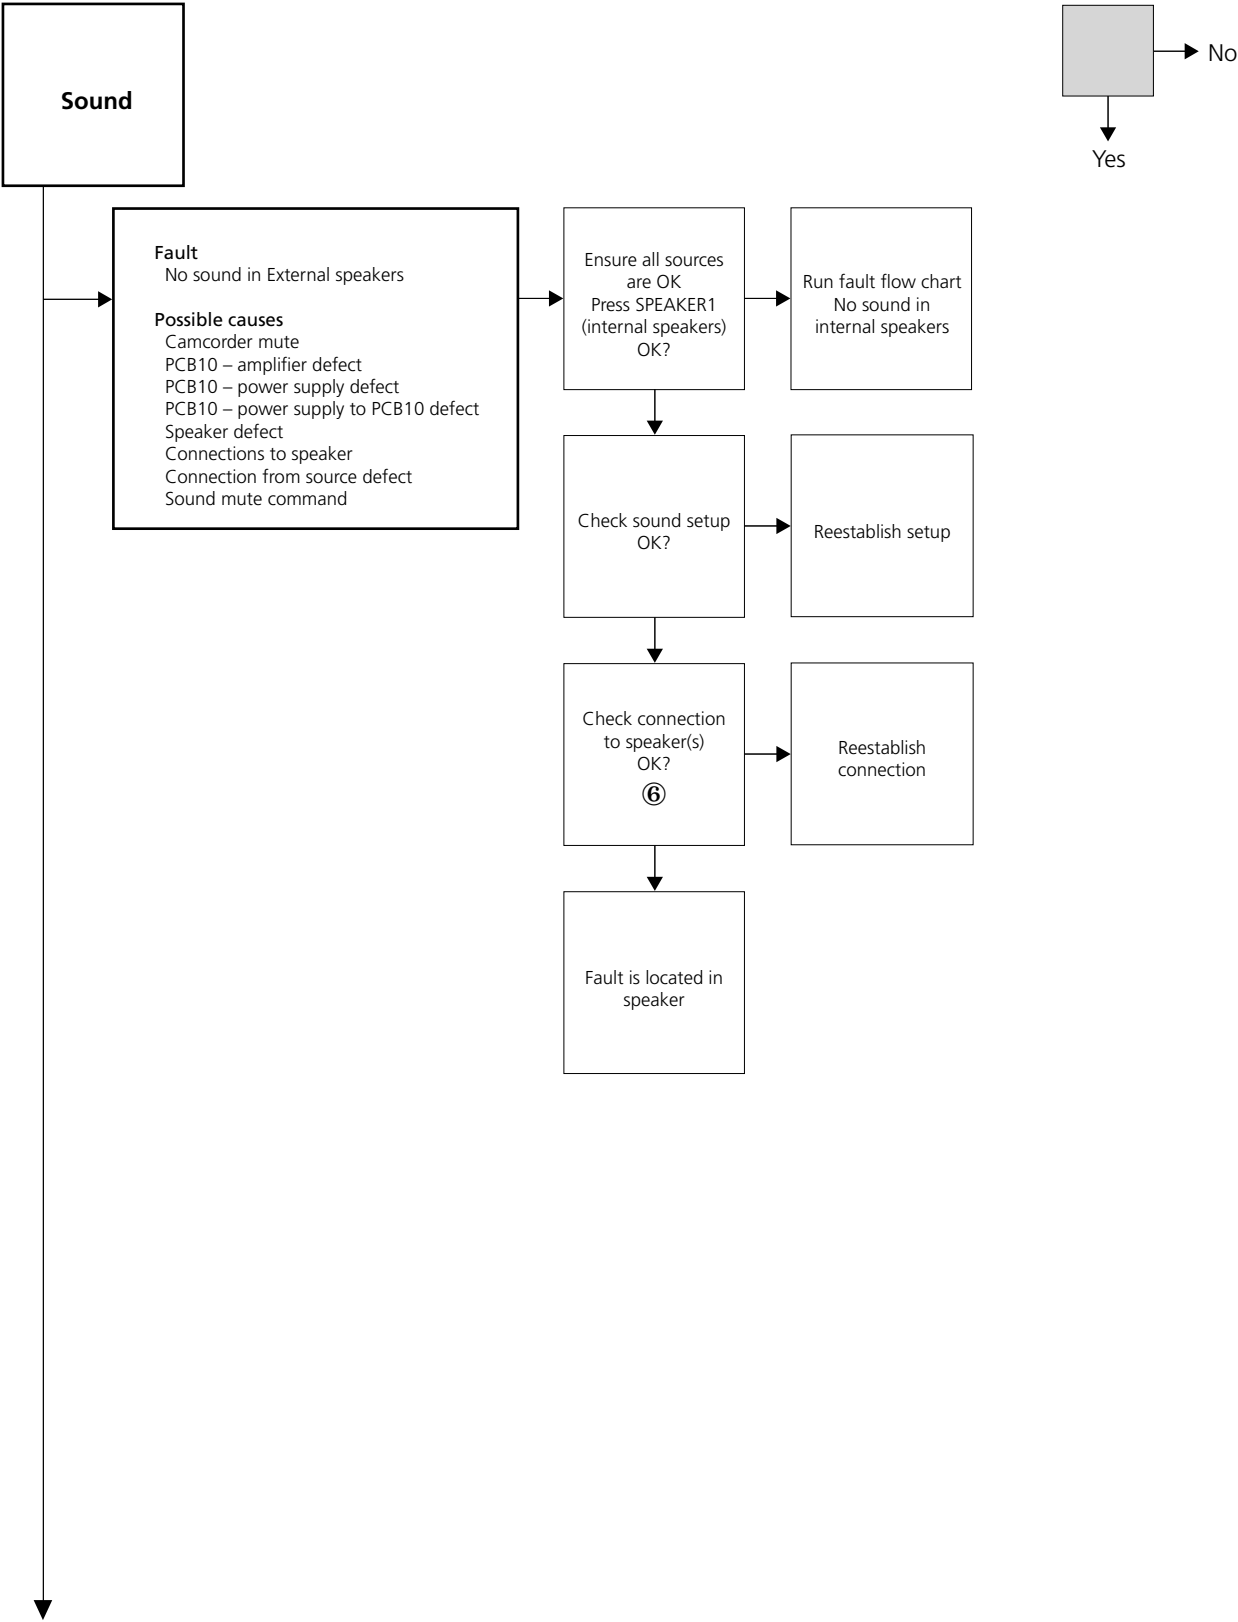 Sound
No
Yes
Fault
No sound in External speakers
Possible causes
Camcorder mute
PCB10 – amplifier defect
PCB10 – power supply defect
PCB10 – power supply to PCB10 defect
Speaker defect
Connections to speaker
Connection from source defect
Sound mute command
Ensure all sources
are OK
Press SPEAKER1
(internal speakers)
OK?
Run fault flow chart
No sound in
internal speakers
Check sound setup
OK?
Reestablish setup
Check connection
to speaker(s)
OK?
⑥
Reestablish
connection
Fault is located in
speaker